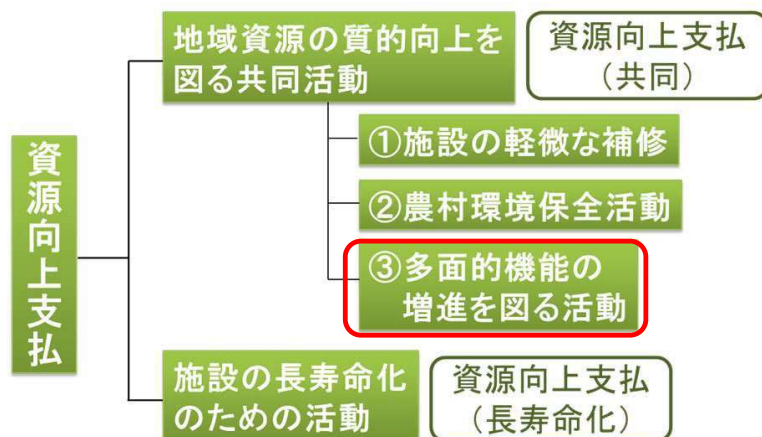 資源向上支払
地域資源の質的向上を
図る共同活動
資源向上支払
（共同）
①施設の軽微な補修
②農村環境保全活動
③多面的機能の
増進を図る活動
施設の長寿命化
のための活動
資源向上支払
（長寿命化）